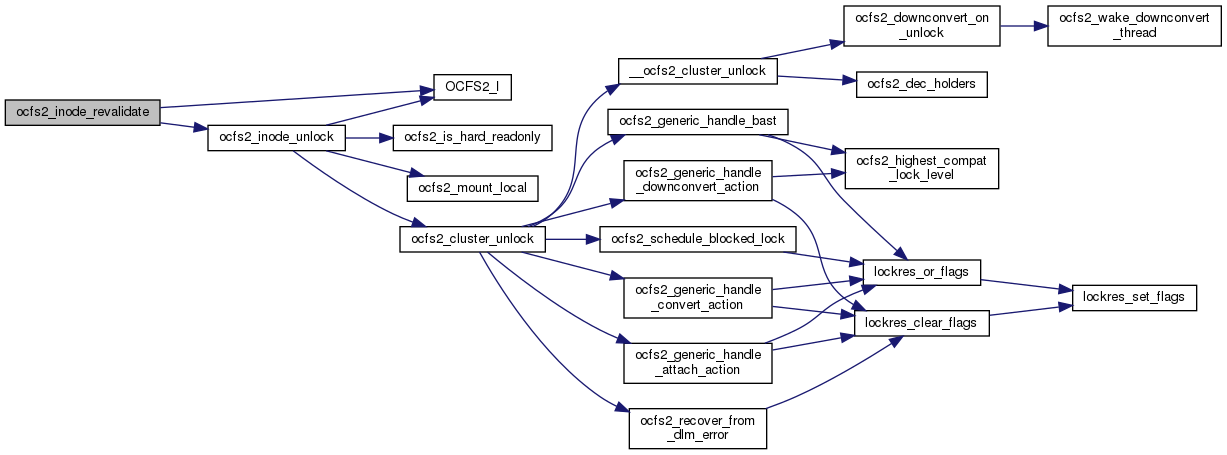 ocfs2_inode_revalidate
OCFS2_I
ocfs2_inode_unlock
ocfs2_is_hard_readonly
ocfs2_mount_local
ocfs2_cluster_unlock
__ocfs2_cluster_unlock
ocfs2_downconvert_on
_unlock
ocfs2_wake_downconvert
_thread
ocfs2_dec_holders
ocfs2_generic_handle_bast
ocfs2_highest_compat
_lock_level
ocfs2_generic_handle
_downconvert_action
ocfs2_schedule_blocked_lock
lockres_or_flags
ocfs2_generic_handle
_convert_action
lockres_set_flags
lockres_clear_flags
ocfs2_generic_handle
_attach_action
ocfs2_recover_from
_dlm_error